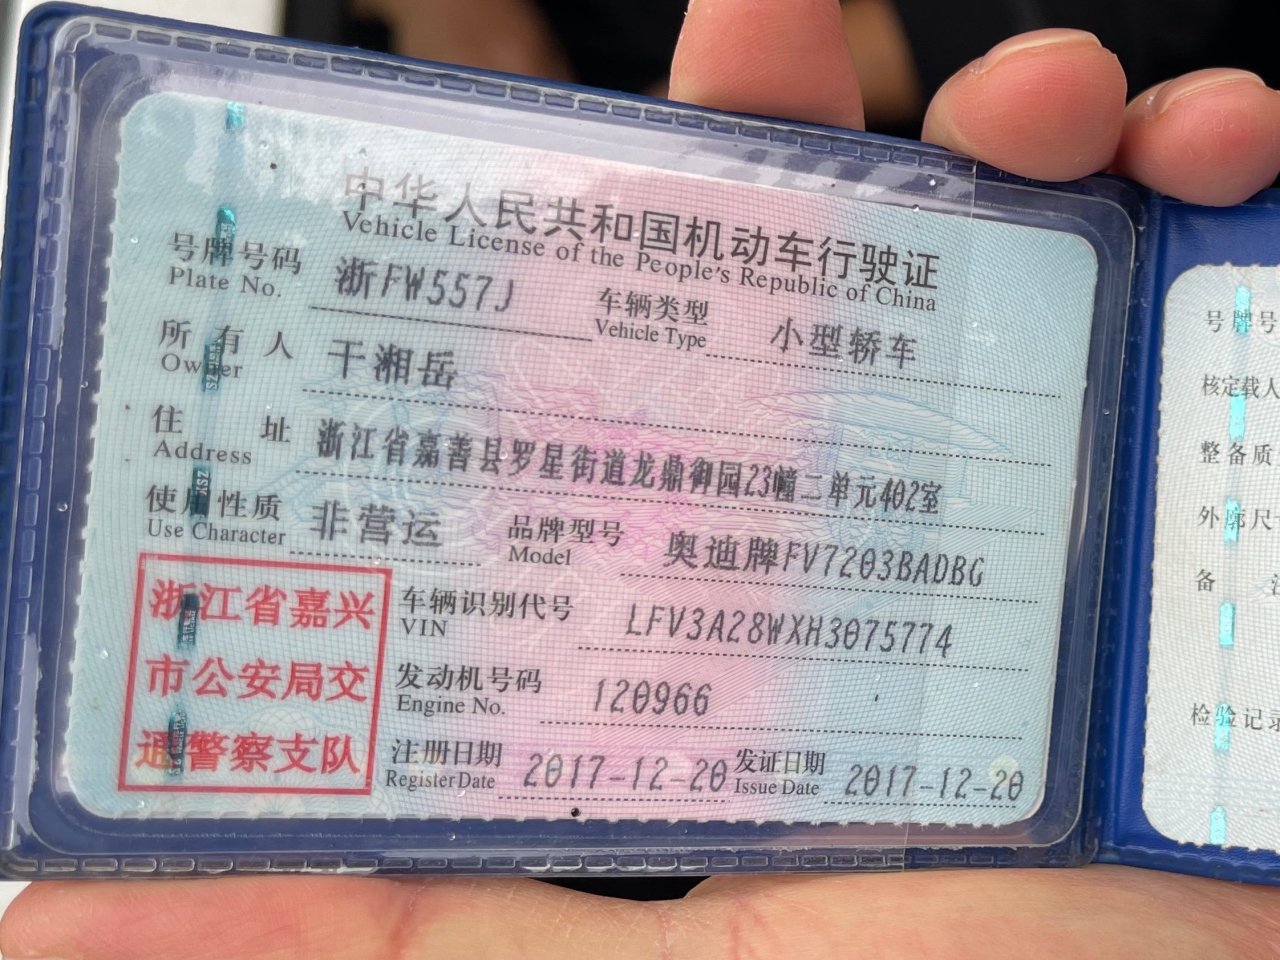 中华人民共和国机动车行驶证
Vehicle License of the People's Republic of China
号牌号码 浙FW557J 车辆类型 小型轿车
Plate No. Vehicle Type
所有人 干湘岳
Owner
住址 浙江省嘉善县罗星街道龙鼎御园23幢二单元402室
Address
使用性质 非营运 品牌型号 奥迪牌FV7203BADBG
Use Character Model
浙江省嘉兴
市公安局交
通警察支队
车辆识别代号 LFV3A28WXH3075774
VIN
发动机号码 120966
Engine No.
注册日期 2017-12-20 发证日期 2017-12-20
Register Date Issue Date
号牌号
核定载人
整备质
外廓尺
备
检验记录